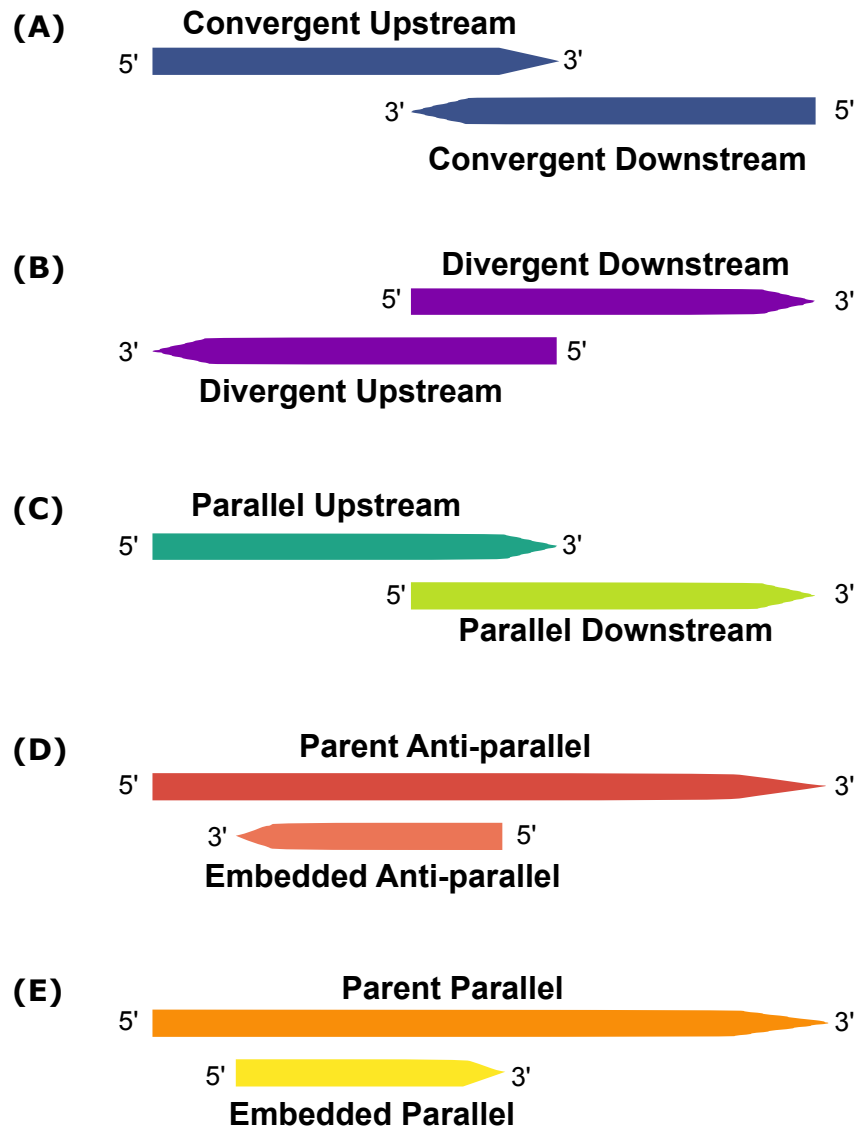 (A)
Convergent Upstream
5' 3'
3' 5'
Convergent Downstream
(B)
Divergent Downstream
5' 3'
3' 5'
Divergent Upstream
(C)
Parallel Upstream
5' 3'
5' 3'
Parallel Downstream
(D)
Parent Anti-parallel
5' 3'
3' 5'
Embedded Anti-parallel
(E)
Parent Parallel
5' 3'
5' 3'
Embedded Parallel